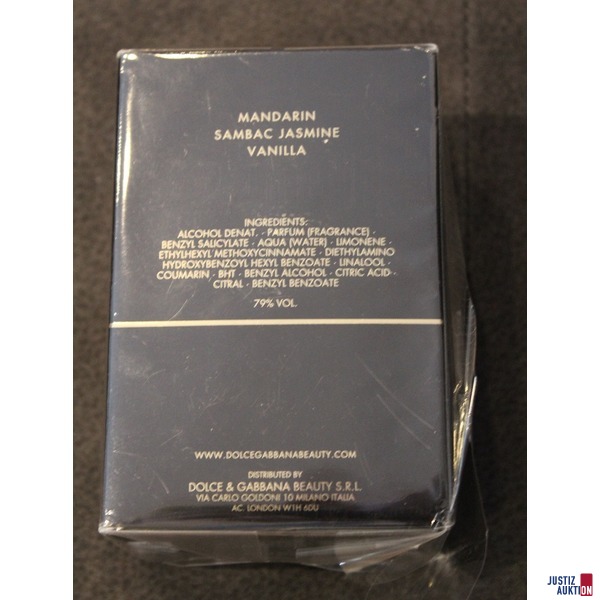 MANDARIN
SAMBAC JASMINE
VANILLA
INGREDIENTS:
ALCOHOL DENAT. · PARFUM (FRAGRANCE) ·
BENZYL SALICYLATE · AQUA (WATER) · LIMONENE ·
ETHYLHEXYL METHOXYCINNAMATE · DIETHYLAMINO
HYDROXYBENZOYL HEXYL BENZOATE · LINALOOL ·
COUMARIN · BHT · BENZYL ALCOHOL · CITRIC ACID ·
CITRAL · BENZYL BENZOATE
79% VOL.
WWW.DOLCEGABBANABEAUTY.COM
DISTRIBUTED BY
DOLCE & GABBANA BEAUTY S.R.L.
VIA CARLO GOLDONI 10 MILANO ITALIA
AC. LONDON W1H 6DU
JUSTIZ
AUKTION